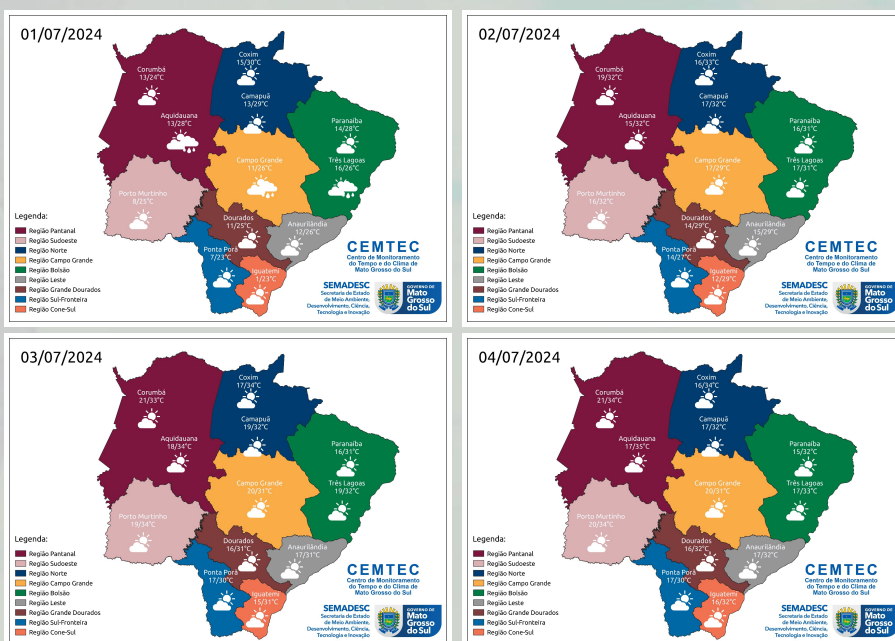 01/07/2024
Coxim
15/30°C
Corumbá
13/24°C
Camapuã
13/29°C
Aquidauana
13/28°C
Paranaíba
14/28°C
Campo Grande
11/26°C
Três Lagoas
16/26°C
Porto Murtinho
8/25°C
Dourados
11/25°C
Anaurilândia
12/26°C
Ponta Porã
7/23°C
Iguatemi
1/23°C
Legenda:
Região Pantanal
Região Sudoeste
Região Norte
Região Campo Grande
Região Bolsão
Região Leste
Região Grande Dourados
Região Sul-Fronteira
Região Cone-Sul
CEMTEC
Centro de Monitoramento
do Tempo e do Clima de
Mato Grosso do Sul
SEMADESC
Secretaria de Estado
de Meio Ambiente,
Desenvolvimento, Ciência,
Tecnologia e Inovação
GOVERNO DE
Mato
Grosso
do Sul
02/07/2024
Coxim
16/33°C
Corumbá
19/32°C
Camapuã
17/32°C
Aquidauana
15/32°C
Paranaíba
16/31°C
Campo Grande
17/29°C
Três Lagoas
17/31°C
Porto Murtinho
16/32°C
Dourados
14/29°C
Anaurilândia
15/29°C
Ponta Porã
14/27°C
Iguatemi
12/29°C
Legenda:
Região Pantanal
Região Sudoeste
Região Norte
Região Campo Grande
Região Bolsão
Região Leste
Região Grande Dourados
Região Sul-Fronteira
Região Cone-Sul
CEMTEC
Centro de Monitoramento
do Tempo e do Clima de
Mato Grosso do Sul
SEMADESC
Secretaria de Estado
de Meio Ambiente,
Desenvolvimento, Ciência,
Tecnologia e Inovação
GOVERNO DE
Mato
Grosso
do Sul
03/07/2024
Coxim
17/34°C
Corumbá
21/33°C
Camapuã
19/32°C
Aquidauana
18/34°C
Paranaíba
16/31°C
Campo Grande
20/31°C
Três Lagoas
19/32°C
Porto Murtinho
19/34°C
Dourados
16/31°C
Anaurilândia
17/31°C
Ponta Porã
17/30°C
Iguatemi
15/31°C
Legenda:
Região Pantanal
Região Sudoeste
Região Norte
Região Campo Grande
Região Bolsão
Região Leste
Região Grande Dourados
Região Sul-Fronteira
Região Cone-Sul
CEMTEC
Centro de Monitoramento
do Tempo e do Clima de
Mato Grosso do Sul
SEMADESC
Secretaria de Estado
de Meio Ambiente,
Desenvolvimento, Ciência,
Tecnologia e Inovação
GOVERNO DE
Mato
Grosso
do Sul
04/07/2024
Coxim
16/34°C
Corumbá
21/34°C
Camapuã
17/32°C
Aquidauana
17/35°C
Paranaíba
15/32°C
Campo Grande
20/31°C
Três Lagoas
17/33°C
Porto Murtinho
20/34°C
Dourados
16/32°C
Anaurilândia
17/32°C
Ponta Porã
17/30°C
Iguatemi
16/32°C
Legenda:
Região Pantanal
Região Sudoeste
Região Norte
Região Campo Grande
Região Bolsão
Região Leste
Região Grande Dourados
Região Sul-Fronteira
Região Cone-Sul
CEMTEC
Centro de Monitoramento
do Tempo e do Clima de
Mato Grosso do Sul
SEMADESC
Secretaria de Estado
de Meio Ambiente,
Desenvolvimento, Ciência,
Tecnologia e Inovação
GOVERNO DE
Mato
Grosso
do Sul